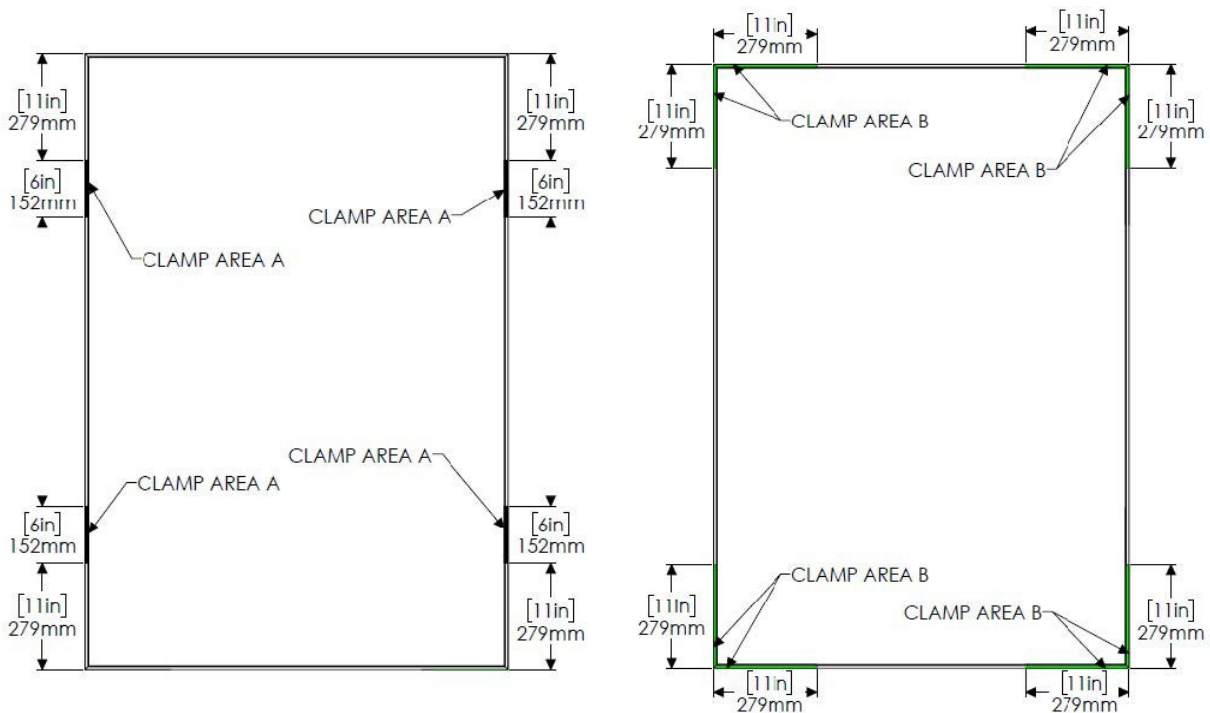 [11in]
279mm
[11in]
279mm
[6in]
152mm
[6in]
152mm
CLAMP AREA A
CLAMP AREA A
CLAMP AREA A
CLAMP AREA A
[6in]
152mm
[6in]
152mm
[11in]
279mm
[11in]
279mm
[11in]
279mm
[11in]
279mm
[11in]
279mm
[11in]
279mm
CLAMP AREA B
CLAMP AREA B
CLAMP AREA B
CLAMP AREA B
[11in]
279mm
[11in]
279mm
[11in]
279mm
[11in]
279mm